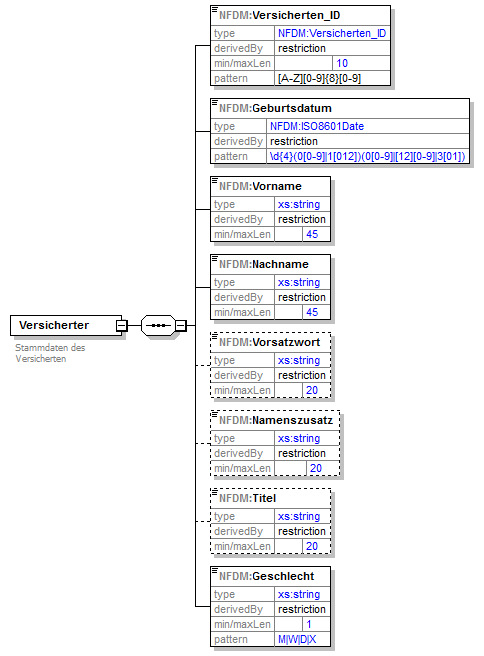 NFDM:Versicherten_ID
type NFDM:Versicherten_ID
derivedBy restriction
min/maxLen 10
pattern [A-Z][0-9]{8}[0-9]
NFDM:Geburtsdatum
type NFDM:ISO8601Date
derivedBy restriction
pattern \d{4}(0[0-9]|1[012])(0[0-9]|[12][0-9]|3[01])
NFDM:Vorname
type xs:string
derivedBy restriction
min/maxLen 45
NFDM:Nachname
type xs:string
derivedBy restriction
min/maxLen 45
Versicherter
Stammdaten des
Versicherten
NFDM:Vorsatzwort
type xs:string
derivedBy restriction
min/maxLen 20
NFDM:Namenszusatz
type xs:string
derivedBy restriction
min/maxLen 20
NFDM:Titel
type xs:string
derivedBy restriction
min/maxLen 20
NFDM:Geschlecht
type xs:string
derivedBy restriction
min/maxLen 1
pattern M|W|D|X